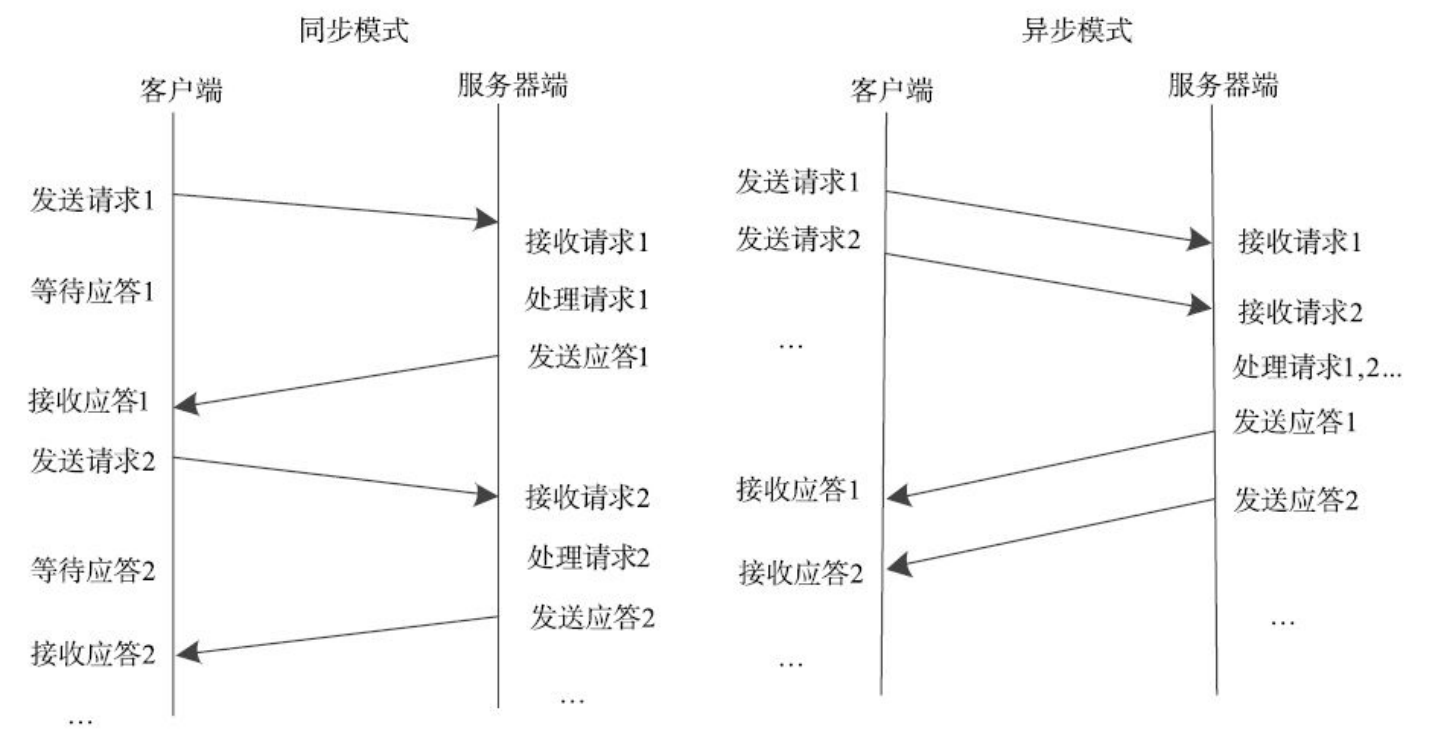 同步模式
客户端
服务器端
发送请求1
接收请求1
等待应答1
处理请求1
发送应答1
接收应答1
发送请求2
接收请求2
处理请求2
等待应答2
发送应答2
接收应答2
…
…
异步模式
客户端
服务器端
发送请求1
发送请求2
接收请求1
接收请求2
…
处理请求1,2...
发送应答1
接收应答1
发送应答2
接收应答2
…
…